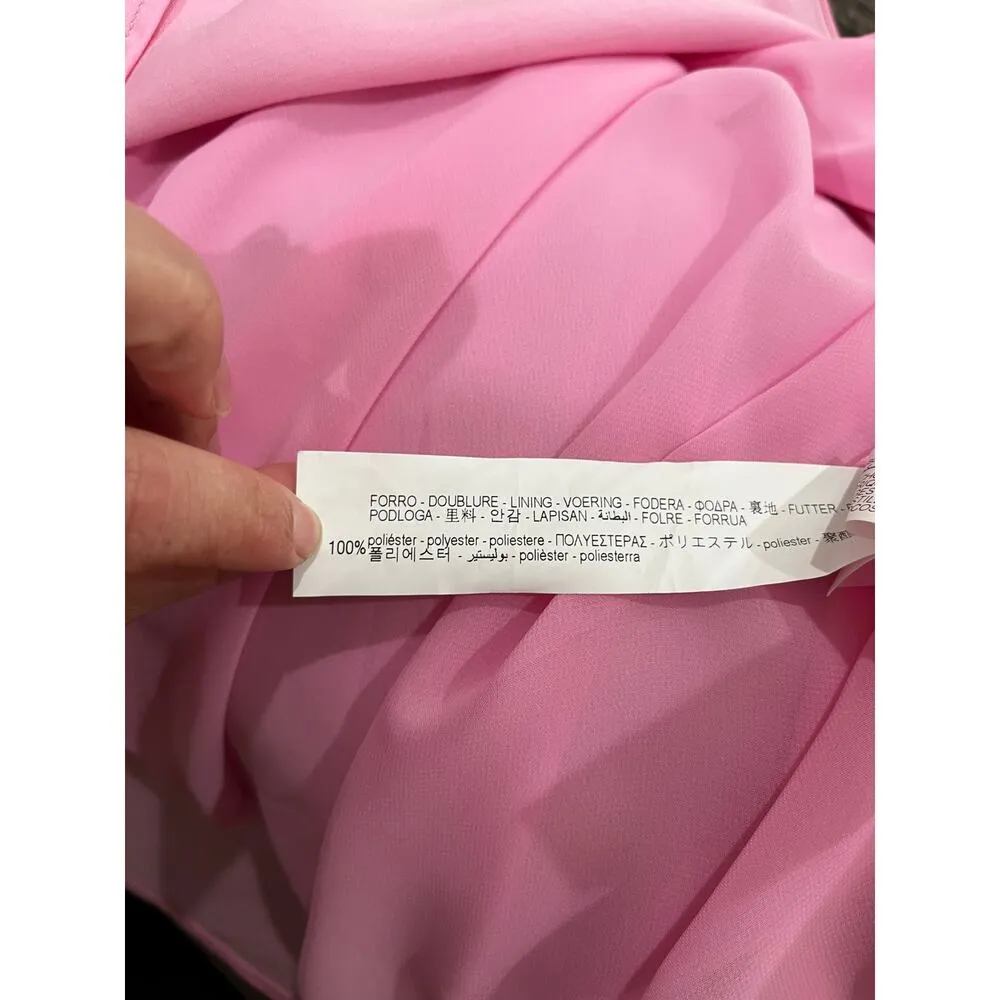 FORRO - DOUBLURE - LINING - VOERING - FODERA - ΦΟΔΡΑ - 裏地 - FUTTER -
PODLOGA - 里料 - 안감 - LAPISAN - البطانة - FOLRE - FORRUA
100% poliéster - polyester - poliestere - ΠΟΛΥΕΣΤΕΡΑΣ - ポリエステル - poliester - 聚酯
폴리에스터 - بوليستير - polièster - poliesterra